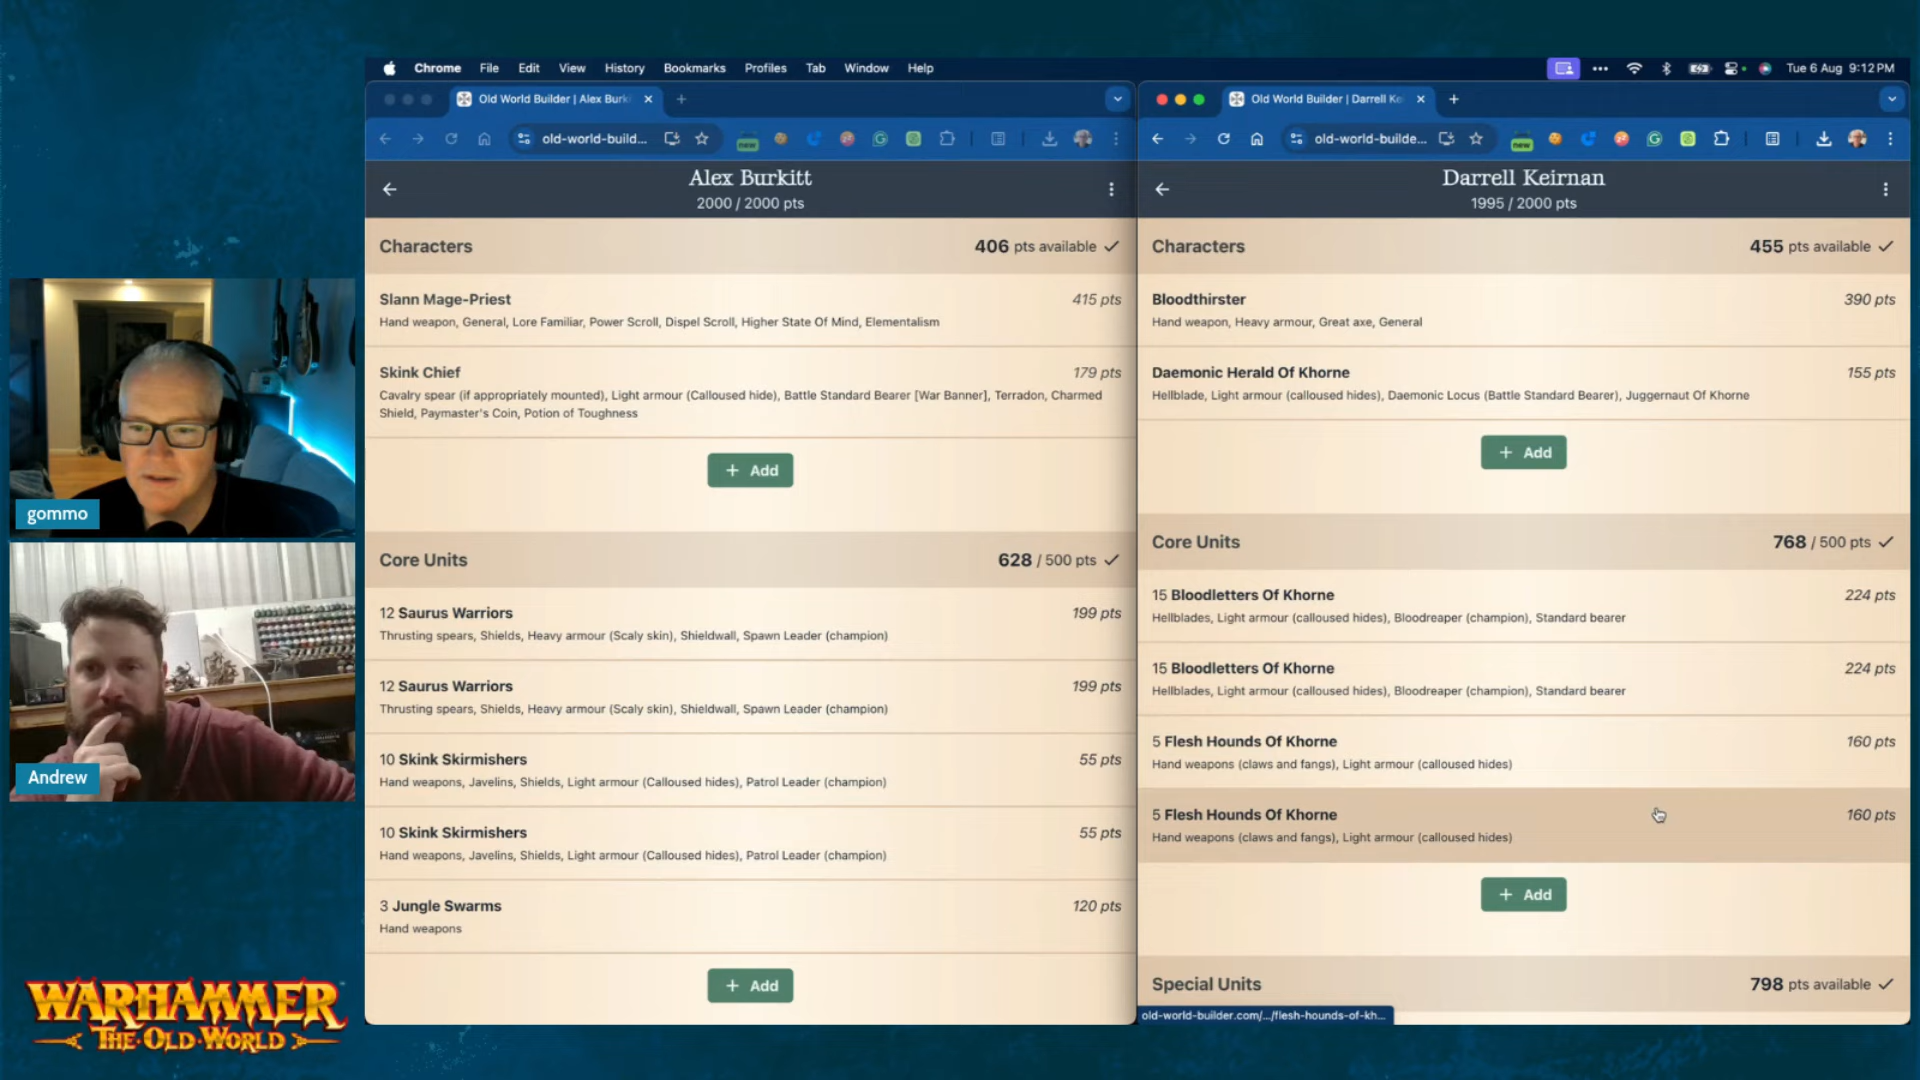 Chrome File Edit View History Bookmarks Profiles Tab Window Help
Tue 6 Aug 9:12 PM
Old World Builder | Alex Burki
old-world-build...
new
Alex Burkitt
2000 / 2000 pts
Characters
406 pts available
Slann Mage-Priest
415 pts
Hand weapon, General, Lore Familiar, Power Scroll, Dispel Scroll, Higher State Of Mind, Elementalism
Skink Chief
179 pts
Cavalry spear (if appropriately mounted), Light armour (Calloused hide), Battle Standard Bearer [War Banner], Terradon, Charmed
Shield, Paymaster's Coin, Potion of Toughness
+ Add
Core Units
628 / 500 pts
12 Saurus Warriors
199 pts
Thrusting spears, Shields, Heavy armour (Scaly skin), Shieldwall, Spawn Leader (champion)
12 Saurus Warriors
199 pts
Thrusting spears, Shields, Heavy armour (Scaly skin), Shieldwall, Spawn Leader (champion)
10 Skink Skirmishers
55 pts
Hand weapons, Javelins, Shields, Light armour (Calloused hides), Patrol Leader (champion)
10 Skink Skirmishers
55 pts
Hand weapons, Javelins, Shields, Light armour (Calloused hides), Patrol Leader (champion)
3 Jungle Swarms
120 pts
Hand weapons
+ Add
Old World Builder | Darrell Ke
old-world-builde...
new
Darrell Keirnan
1995 / 2000 pts
Characters
455 pts available
Bloodthirster
390 pts
Hand weapon, Heavy armour, Great axe, General
Daemonic Herald Of Khorne
155 pts
Hellblade, Light armour (calloused hides), Daemonic Locus (Battle Standard Bearer), Juggernaut Of Khorne
+ Add
Core Units
768 / 500 pts
15 Bloodletters Of Khorne
224 pts
Hellblades, Light armour (calloused hides), Bloodreaper (champion), Standard bearer
15 Bloodletters Of Khorne
224 pts
Hellblades, Light armour (calloused hides), Bloodreaper (champion), Standard bearer
5 Flesh Hounds Of Khorne
160 pts
Hand weapons (claws and fangs), Light armour (calloused hides)
5 Flesh Hounds Of Khorne
160 pts
Hand weapons (claws and fangs), Light armour (calloused hides)
+ Add
Special Units
798 pts available
old-world-builder.com/.../flesh-hounds-of-kh...
gommo
Andrew
WARHAMMER
THE OLD WORLD